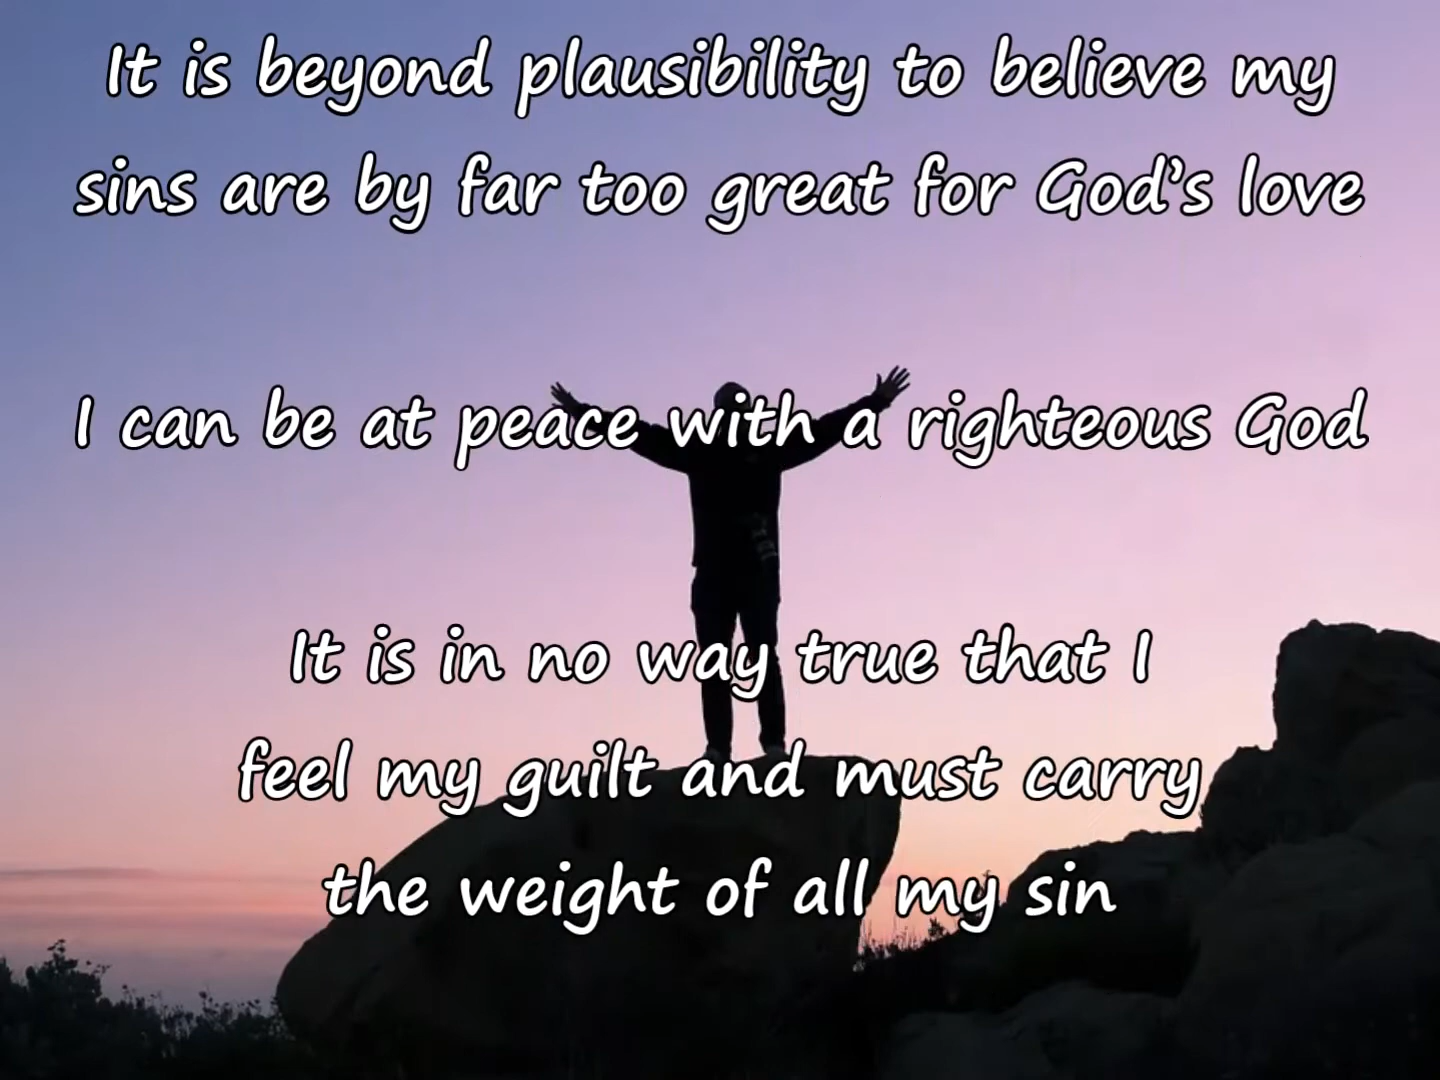 It is beyond plausibility to believe my
sins are by far too great for God's love
I can be at peace with a righteous God
It is in no way true that I
feel my guilt and must carry
the weight of all my sin